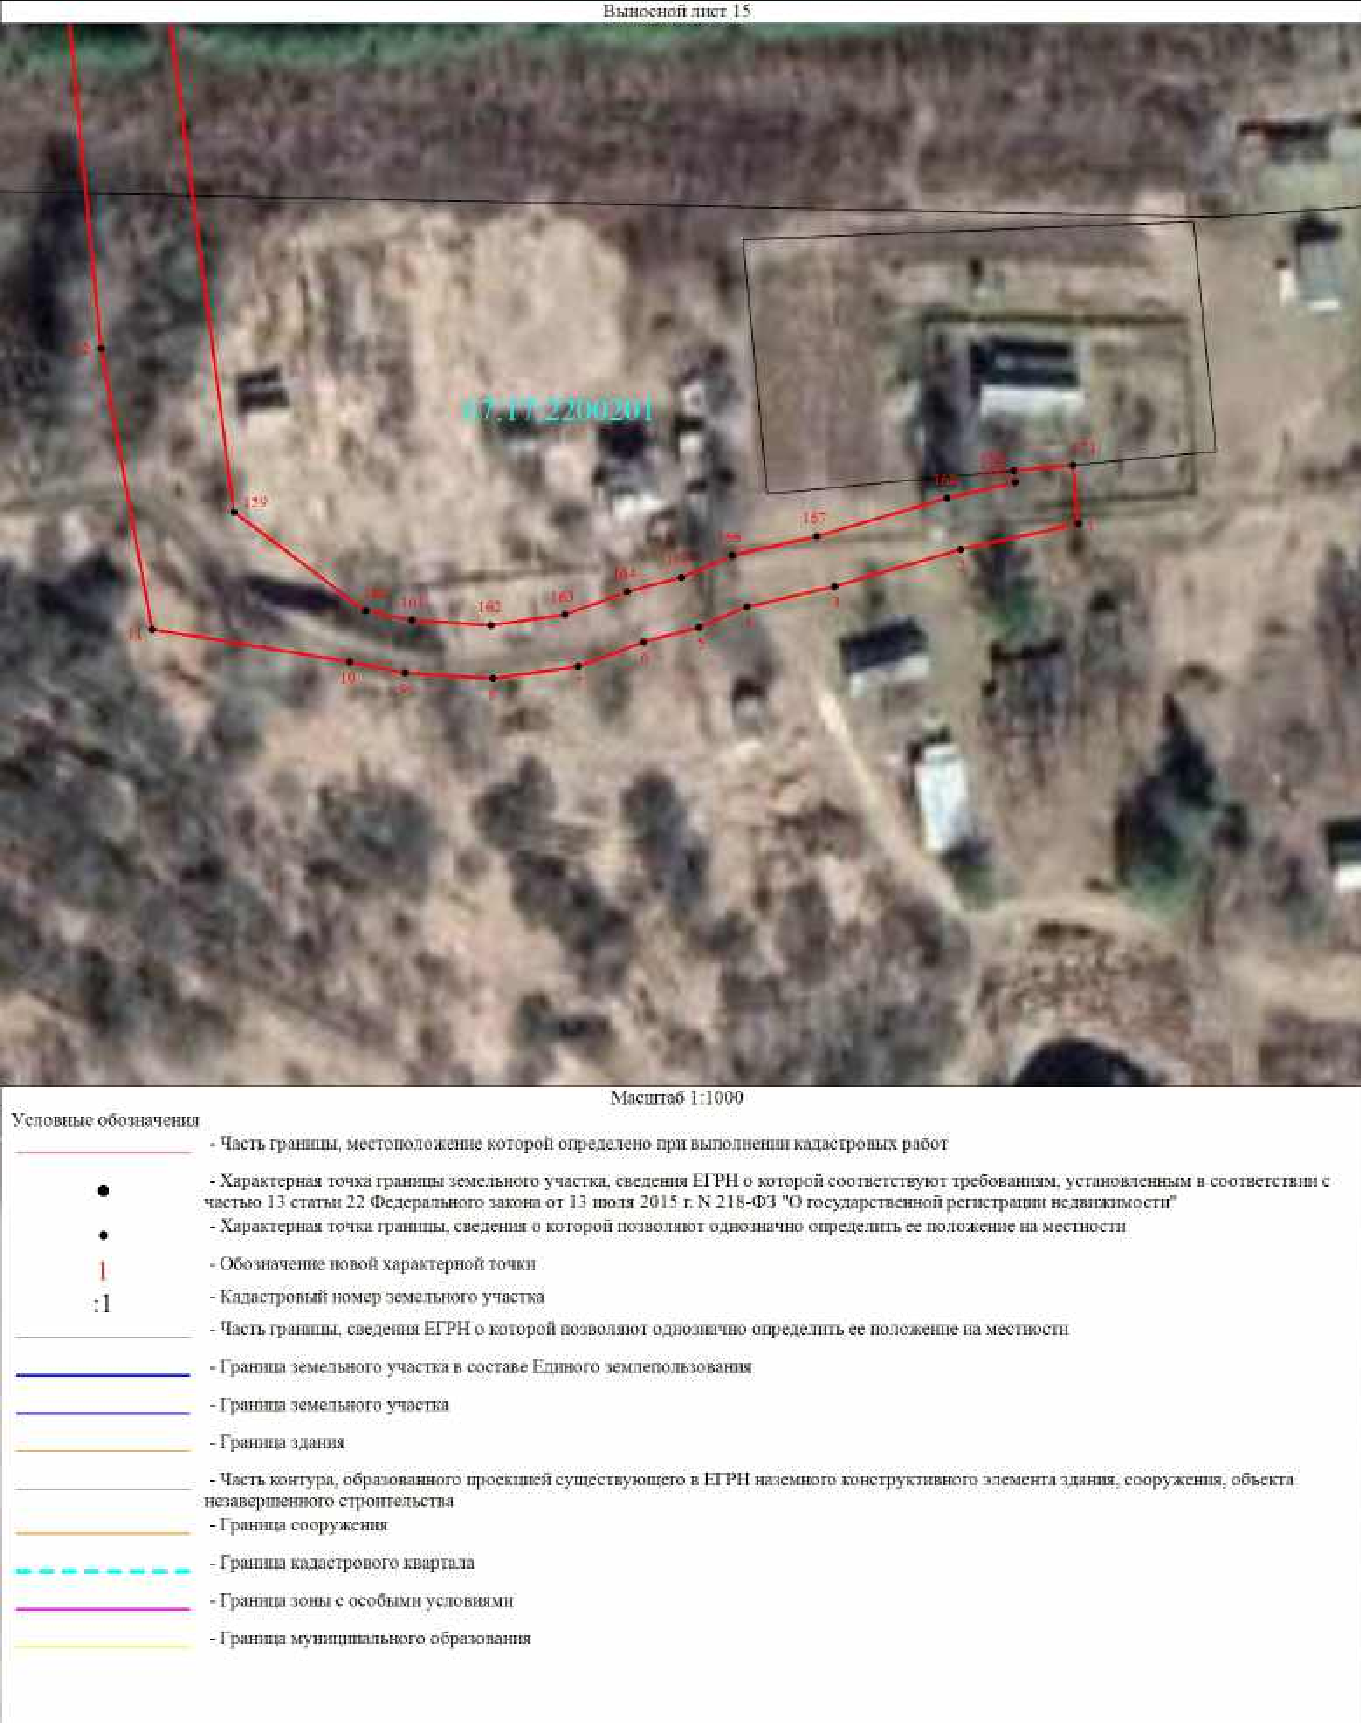 Выносной лист 15
67:17:2200201
159
162
163
167
11
10
Масштаб 1:1000
Условные обозначения
- Часть границы, местоположение которой определено при выполнении кадастровых работ
- Характерная точка границы земельного участка, сведения ЕГРН о которой соответствуют требованиям, установленным в соответствии с
частью 13 статьи 22 Федерального закона от 13 июля 2015 г. N 218-ФЗ "О государственной регистрации недвижимости"
- Характерная точка границы, сведения о которой позволяют однозначно определить ее положение на местности
1 - Обозначение новой характерной точки
:1 - Кадастровый номер земельного участка
- Часть границы, сведения ЕГРН о которой позволяют однозначно определить ее положение на местности
- Граница земельного участка в составе Единого землепользования
- Граница земельного участка
- Граница здания
- Часть контура, образованного проекцией существующего в ЕГРН наземного конструктивного элемента здания, сооружения, объекта
незавершенного строительства
- Граница сооружения
- Граница кадастрового квартала
- Граница зоны с особыми условиями
- Граница муниципального образования